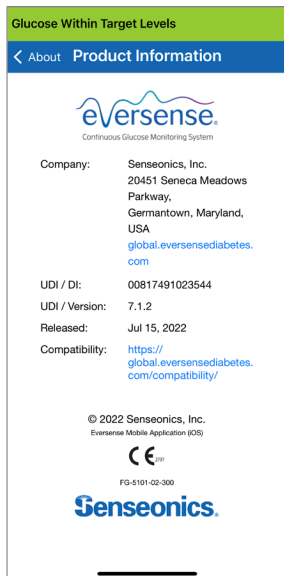 Glucose Within Target Levels
About Product Information
eversense.
Continuous Glucose Monitoring System
Company: Senseonics, Inc.
20451 Seneca Meadows
Parkway,
Germantown, Maryland,
USA
global.eversensediabetes.
com
UDI / DI: 00817491023544
UDI / Version: 7.1.2
Released: Jul 15, 2022
Compatibility: https://
global.eversensediabetes.
com/compatibility/
© 2022 Senseonics, Inc.
Eversense Mobile Application (iOS)
CE
FG-5101-02-300
Senseonics.